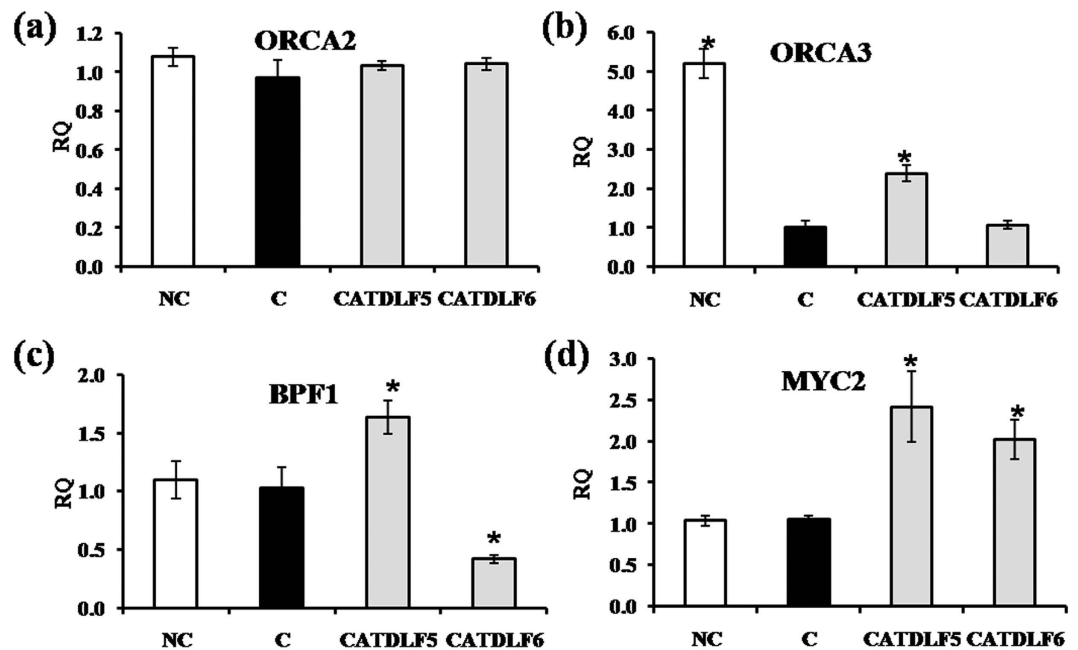 (a)
ORCA2
RQ
1.2
1.0
0.8
0.6
0.4
0.2
0.0
NC C CATDLF5 CATDLF6
(b)
ORCA3
RQ
6.0
5.0
4.0
3.0
2.0
1.0
0.0
*
*
NC C CATDLF5 CATDLF6
(c)
BPF1
RQ
2.0
1.5
1.0
0.5
0.0
*
*
NC C CATDLF5 CATDLF6
(d)
MYC2
RQ
3.0
2.5
2.0
1.5
1.0
0.5
0.0
*
*
NC C CATDLF5 CATDLF6